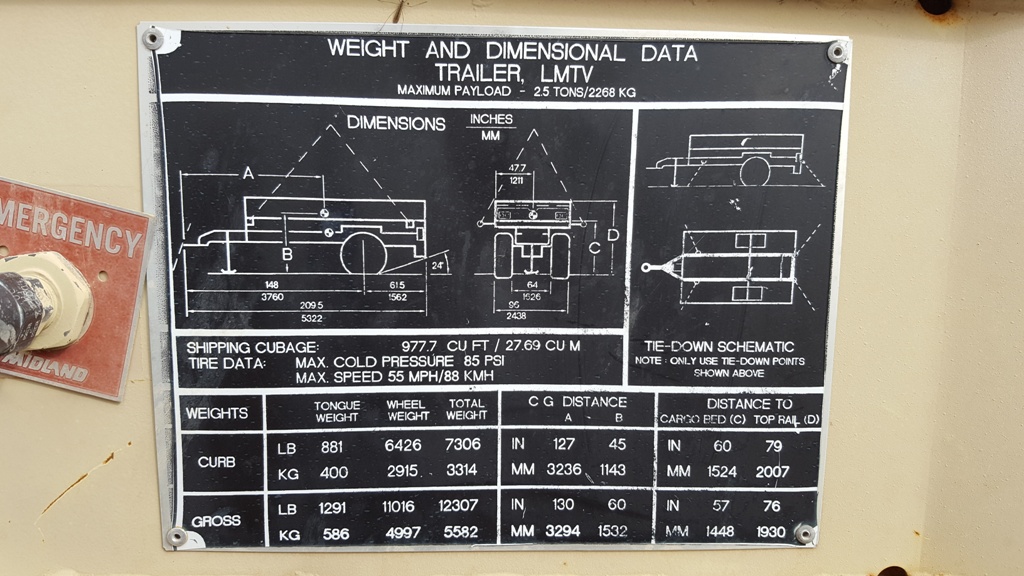 WEIGHT AND DIMENSIONAL DATA
TRAILER, LMTV
MAXIMUM PAYLOAD - 2.5 TONS/2268 KG
DIMENSIONS INCHES
MM
A
B
24°
148 61.5
3760 1562
209.5
5322
47.7
1211
C
D
64
1626
96
2438
SHIPPING CUBAGE: 977.7 CU FT / 27.69 CU M
TIRE DATA: MAX. COLD PRESSURE 85 PSI
MAX. SPEED 55 MPH/88 KMH
TIE-DOWN SCHEMATIC
NOTE : ONLY USE TIE-DOWN POINTS
SHOWN ABOVE
WEIGHTS TONGUE WEIGHT WHEEL WEIGHT TOTAL WEIGHT C G DISTANCE A - B DISTANCE TO CARGO BED (C) TOP RAIL (D)
CURB LB 881 6426 7306 IN 127 45 IN 60 79
KG 400 2915 3314 MM 3236 1143 MM 1524 2007
GROSS LB 1291 11016 12307 IN 130 60 IN 57 76
KG 586 4997 5582 MM 3294 1532 MM 1448 1930
MERGENCY
MIDLAND